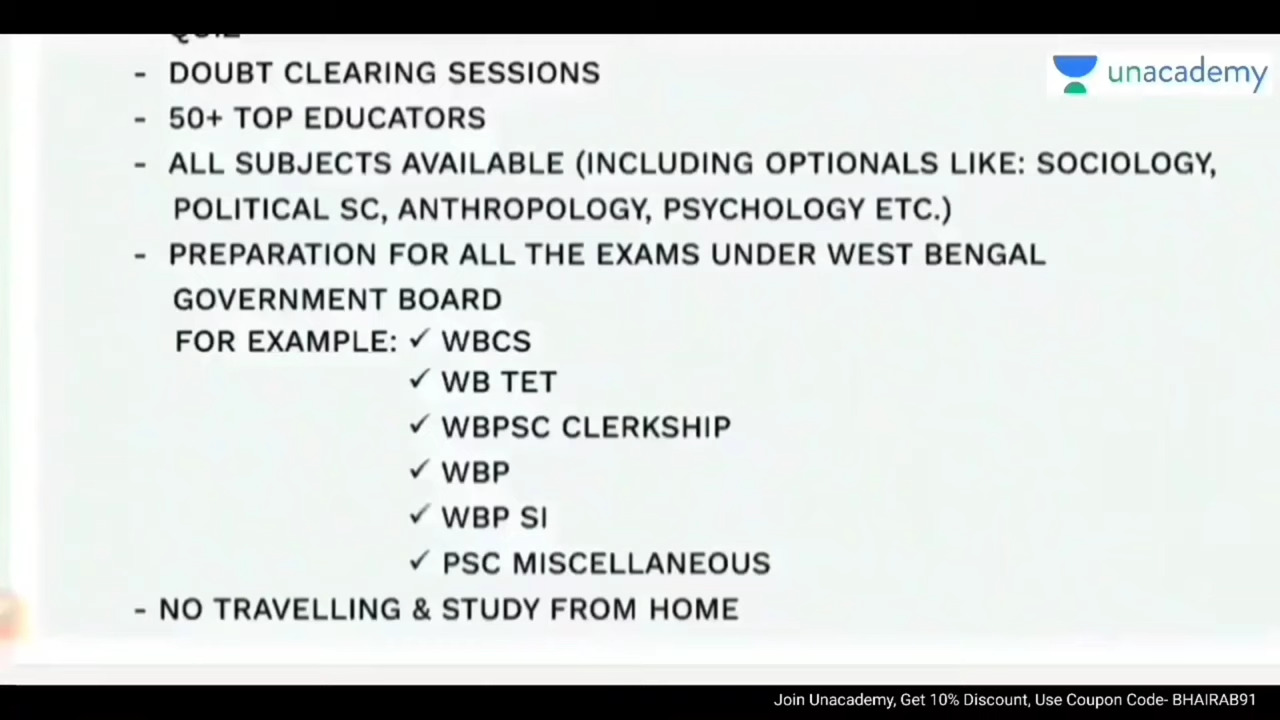 - DOUBT CLEARING SESSIONS
unacademy
- 50+ TOP EDUCATORS
- ALL SUBJECTS AVAILABLE (INCLUDING OPTIONALS LIKE: SOCIOLOGY,
POLITICAL SC, ANTHROPOLOGY, PSYCHOLOGY ETC.)
- PREPARATION FOR ALL THE EXAMS UNDER WEST BENGAL
GOVERNMENT BOARD
FOR EXAMPLE: ✓ WBCS
✓ WB TET
✓ WBPSC CLERKSHIP
✓ WBP
✓ WBP SI
✓ PSC MISCELLANEOUS
- NO TRAVELLING & STUDY FROM HOME
Join Unacademy, Get 10% Discount, Use Coupon Code- BHAIRAB91